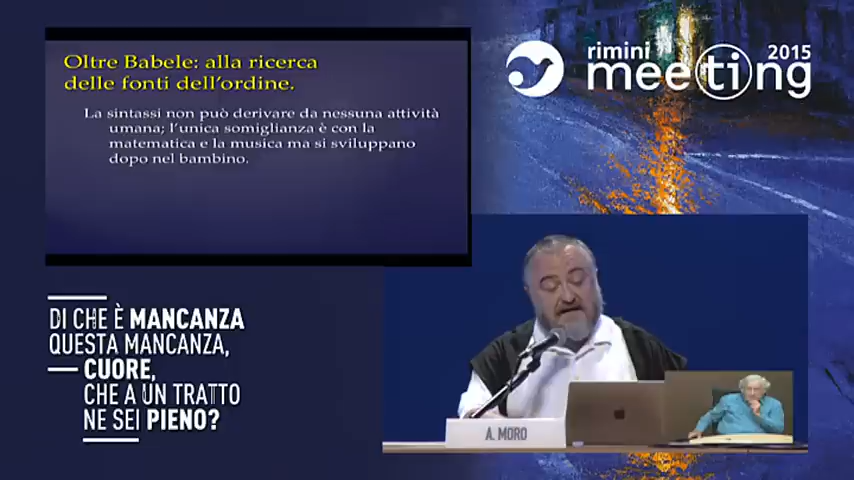 Oltre Babele: alla ricerca
delle fonti dell'ordine.
La sintassi non può derivare da nessuna attività
umana; l'unica somiglianza è con la
matematica e la musica ma si sviluppano
dopo nel bambino.
rimini 2015
meeting
DI CHE È MANCANZA
QUESTA MANCANZA,
CUORE,
CHE A UN TRATTO
NE SEI PIENO?
A. MORO